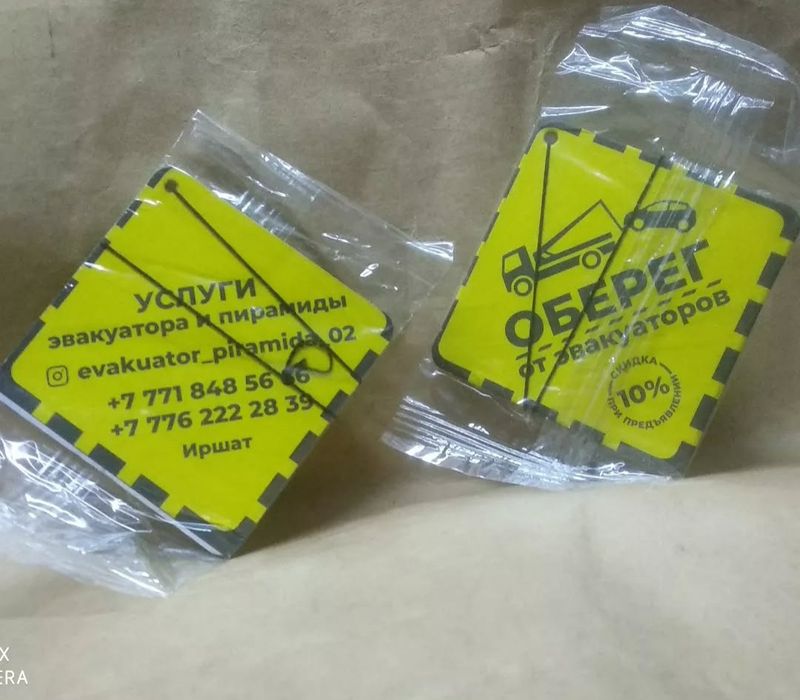 УСЛУГИ
эвакуатора и пирамиды
evakuator_piramida_02
+7 771 848 56
+7 776 222 28 39
Иршат
ОБЕРЕГ
от эвакуаторов
СКИДКА
10%
ПРИ ПРЕДЪЯВЛЕНИИ
X
ERA